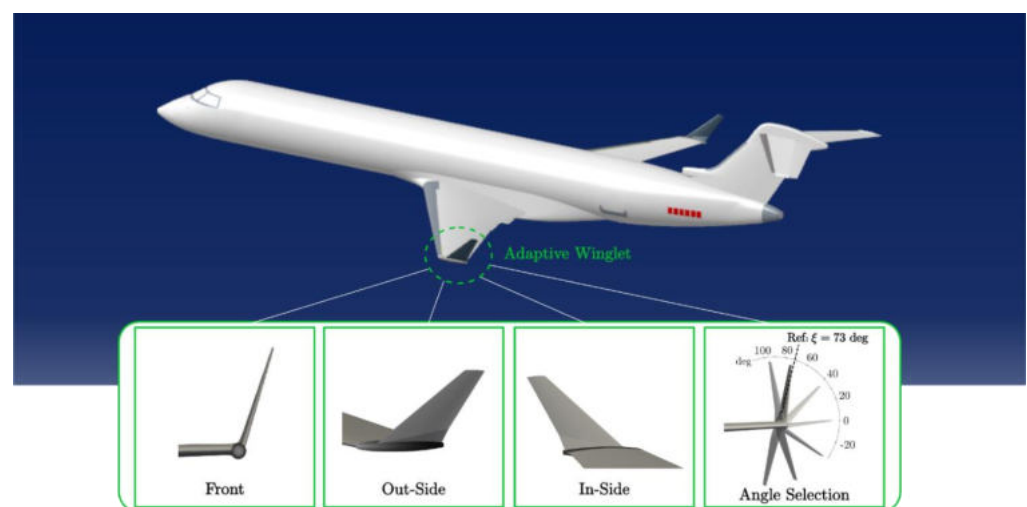 Adaptive Winglet
Ref: ξ = 73 deg
deg 100 80 60
40
20
0
-20
Front
Out-Side
In-Side
Angle Selection